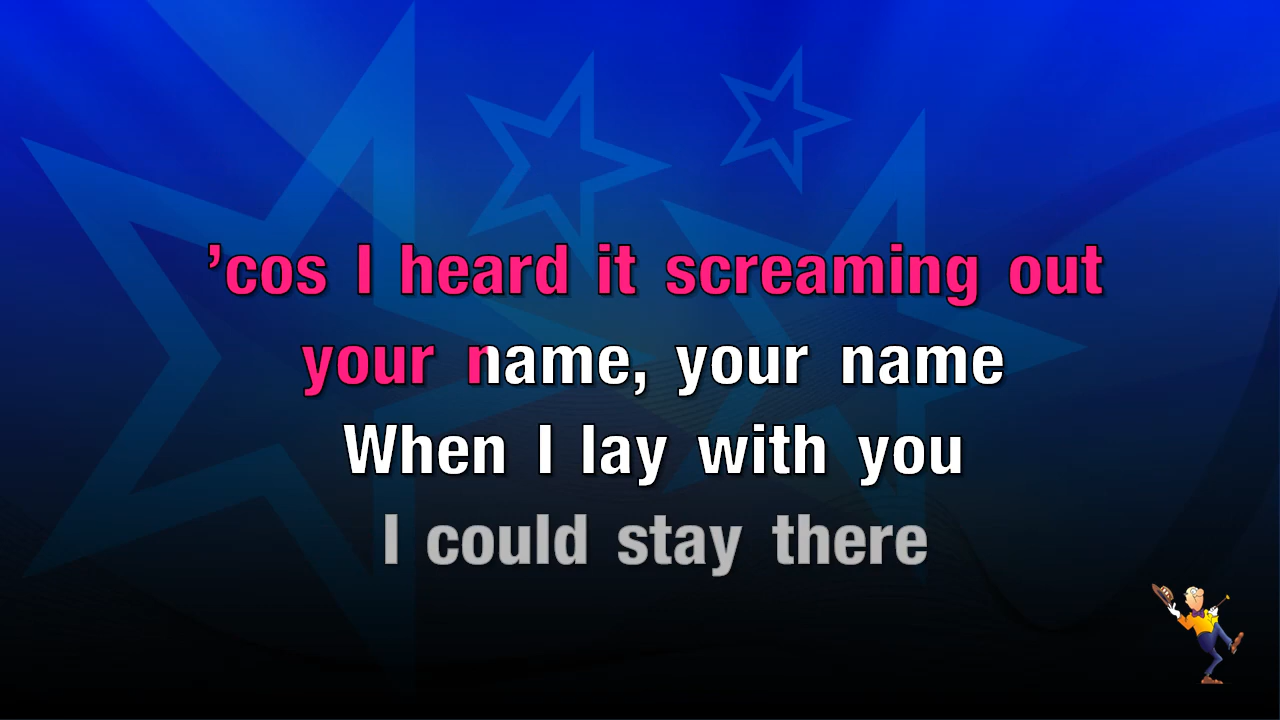 ’cos I heard it screaming out
your name, your name
When I lay with you
I could stay there